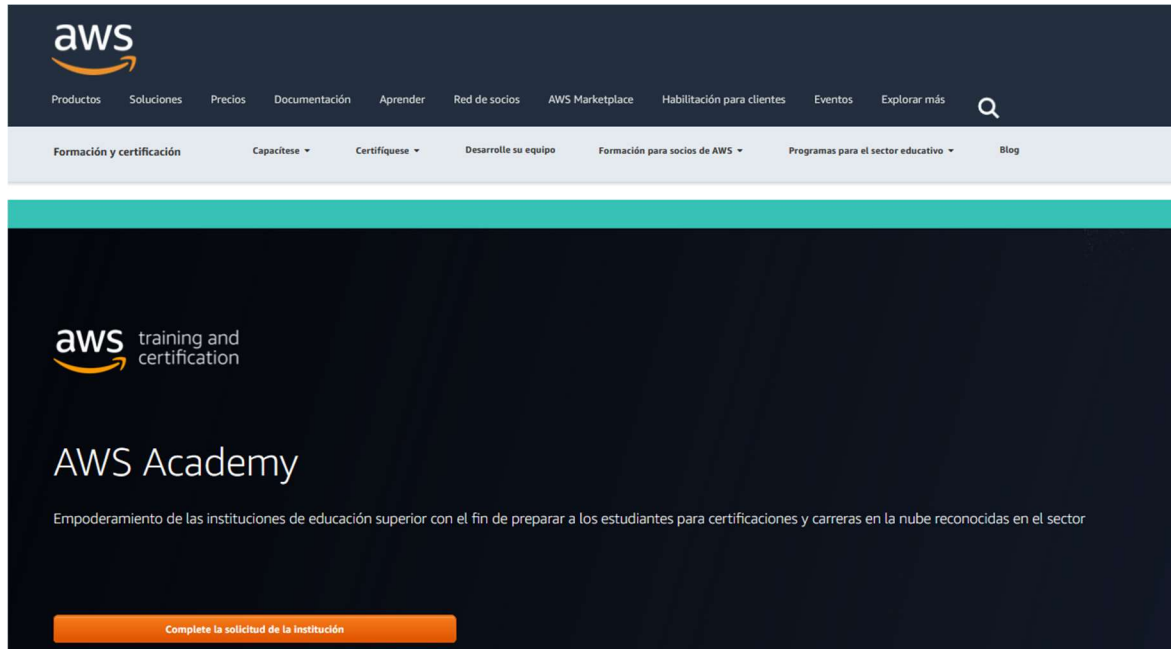 aws
Productos Soluciones Precios Documentación Aprender Red de socios AWS Marketplace Habilitación para clientes Eventos Explorar más
Formación y certificación Capacítese Certifíquese Desarrolle su equipo Formación para socios de AWS Programas para el sector educativo Blog
aws training and
certification
AWS Academy
Empoderamiento de las instituciones de educación superior con el fin de preparar a los estudiantes para certificaciones y carreras en la nube reconocidas en el sector
Complete la solicitud de la institución